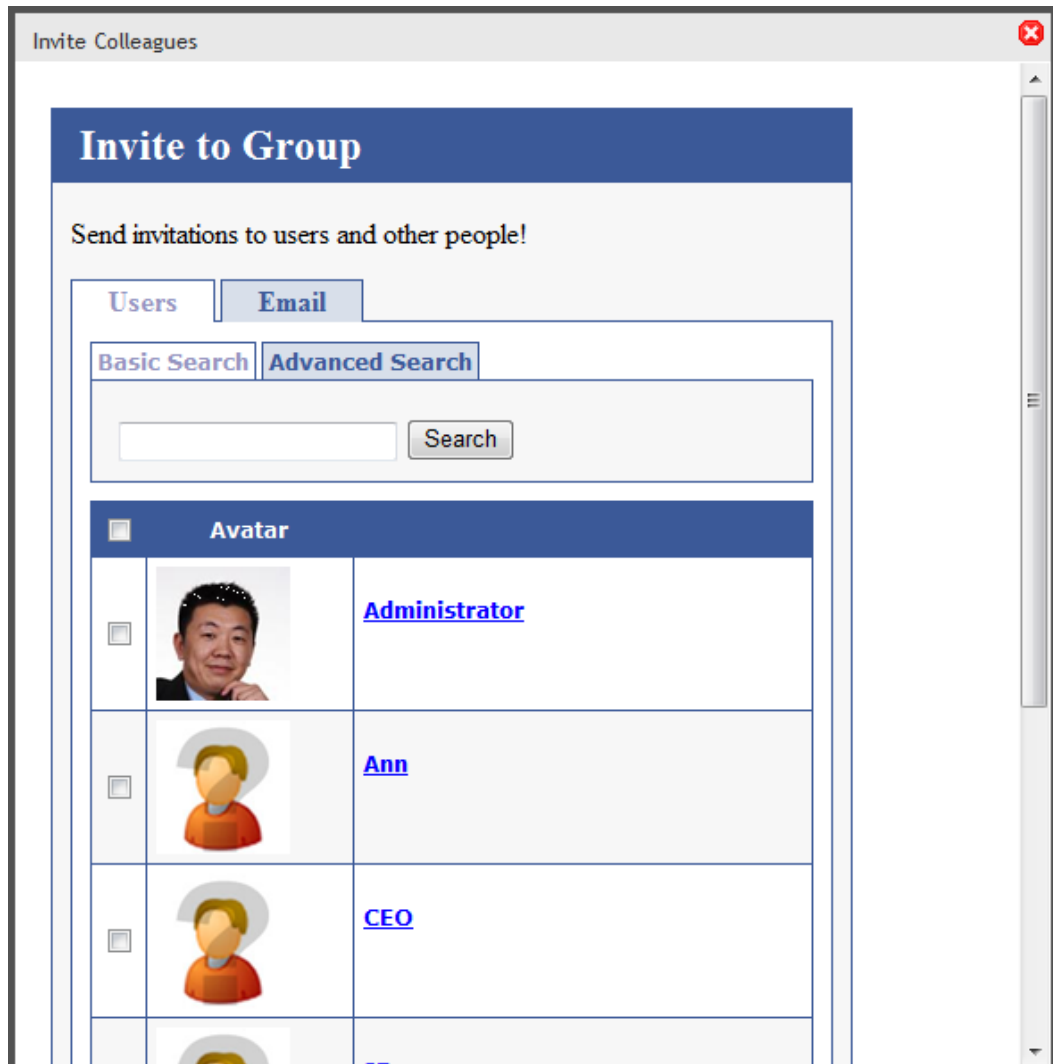 Invite Colleagues
Invite to Group
Send invitations to users and other people!
Users Email
Basic Search Advanced Search
Search
Avatar
Administrator
Ann
CEO